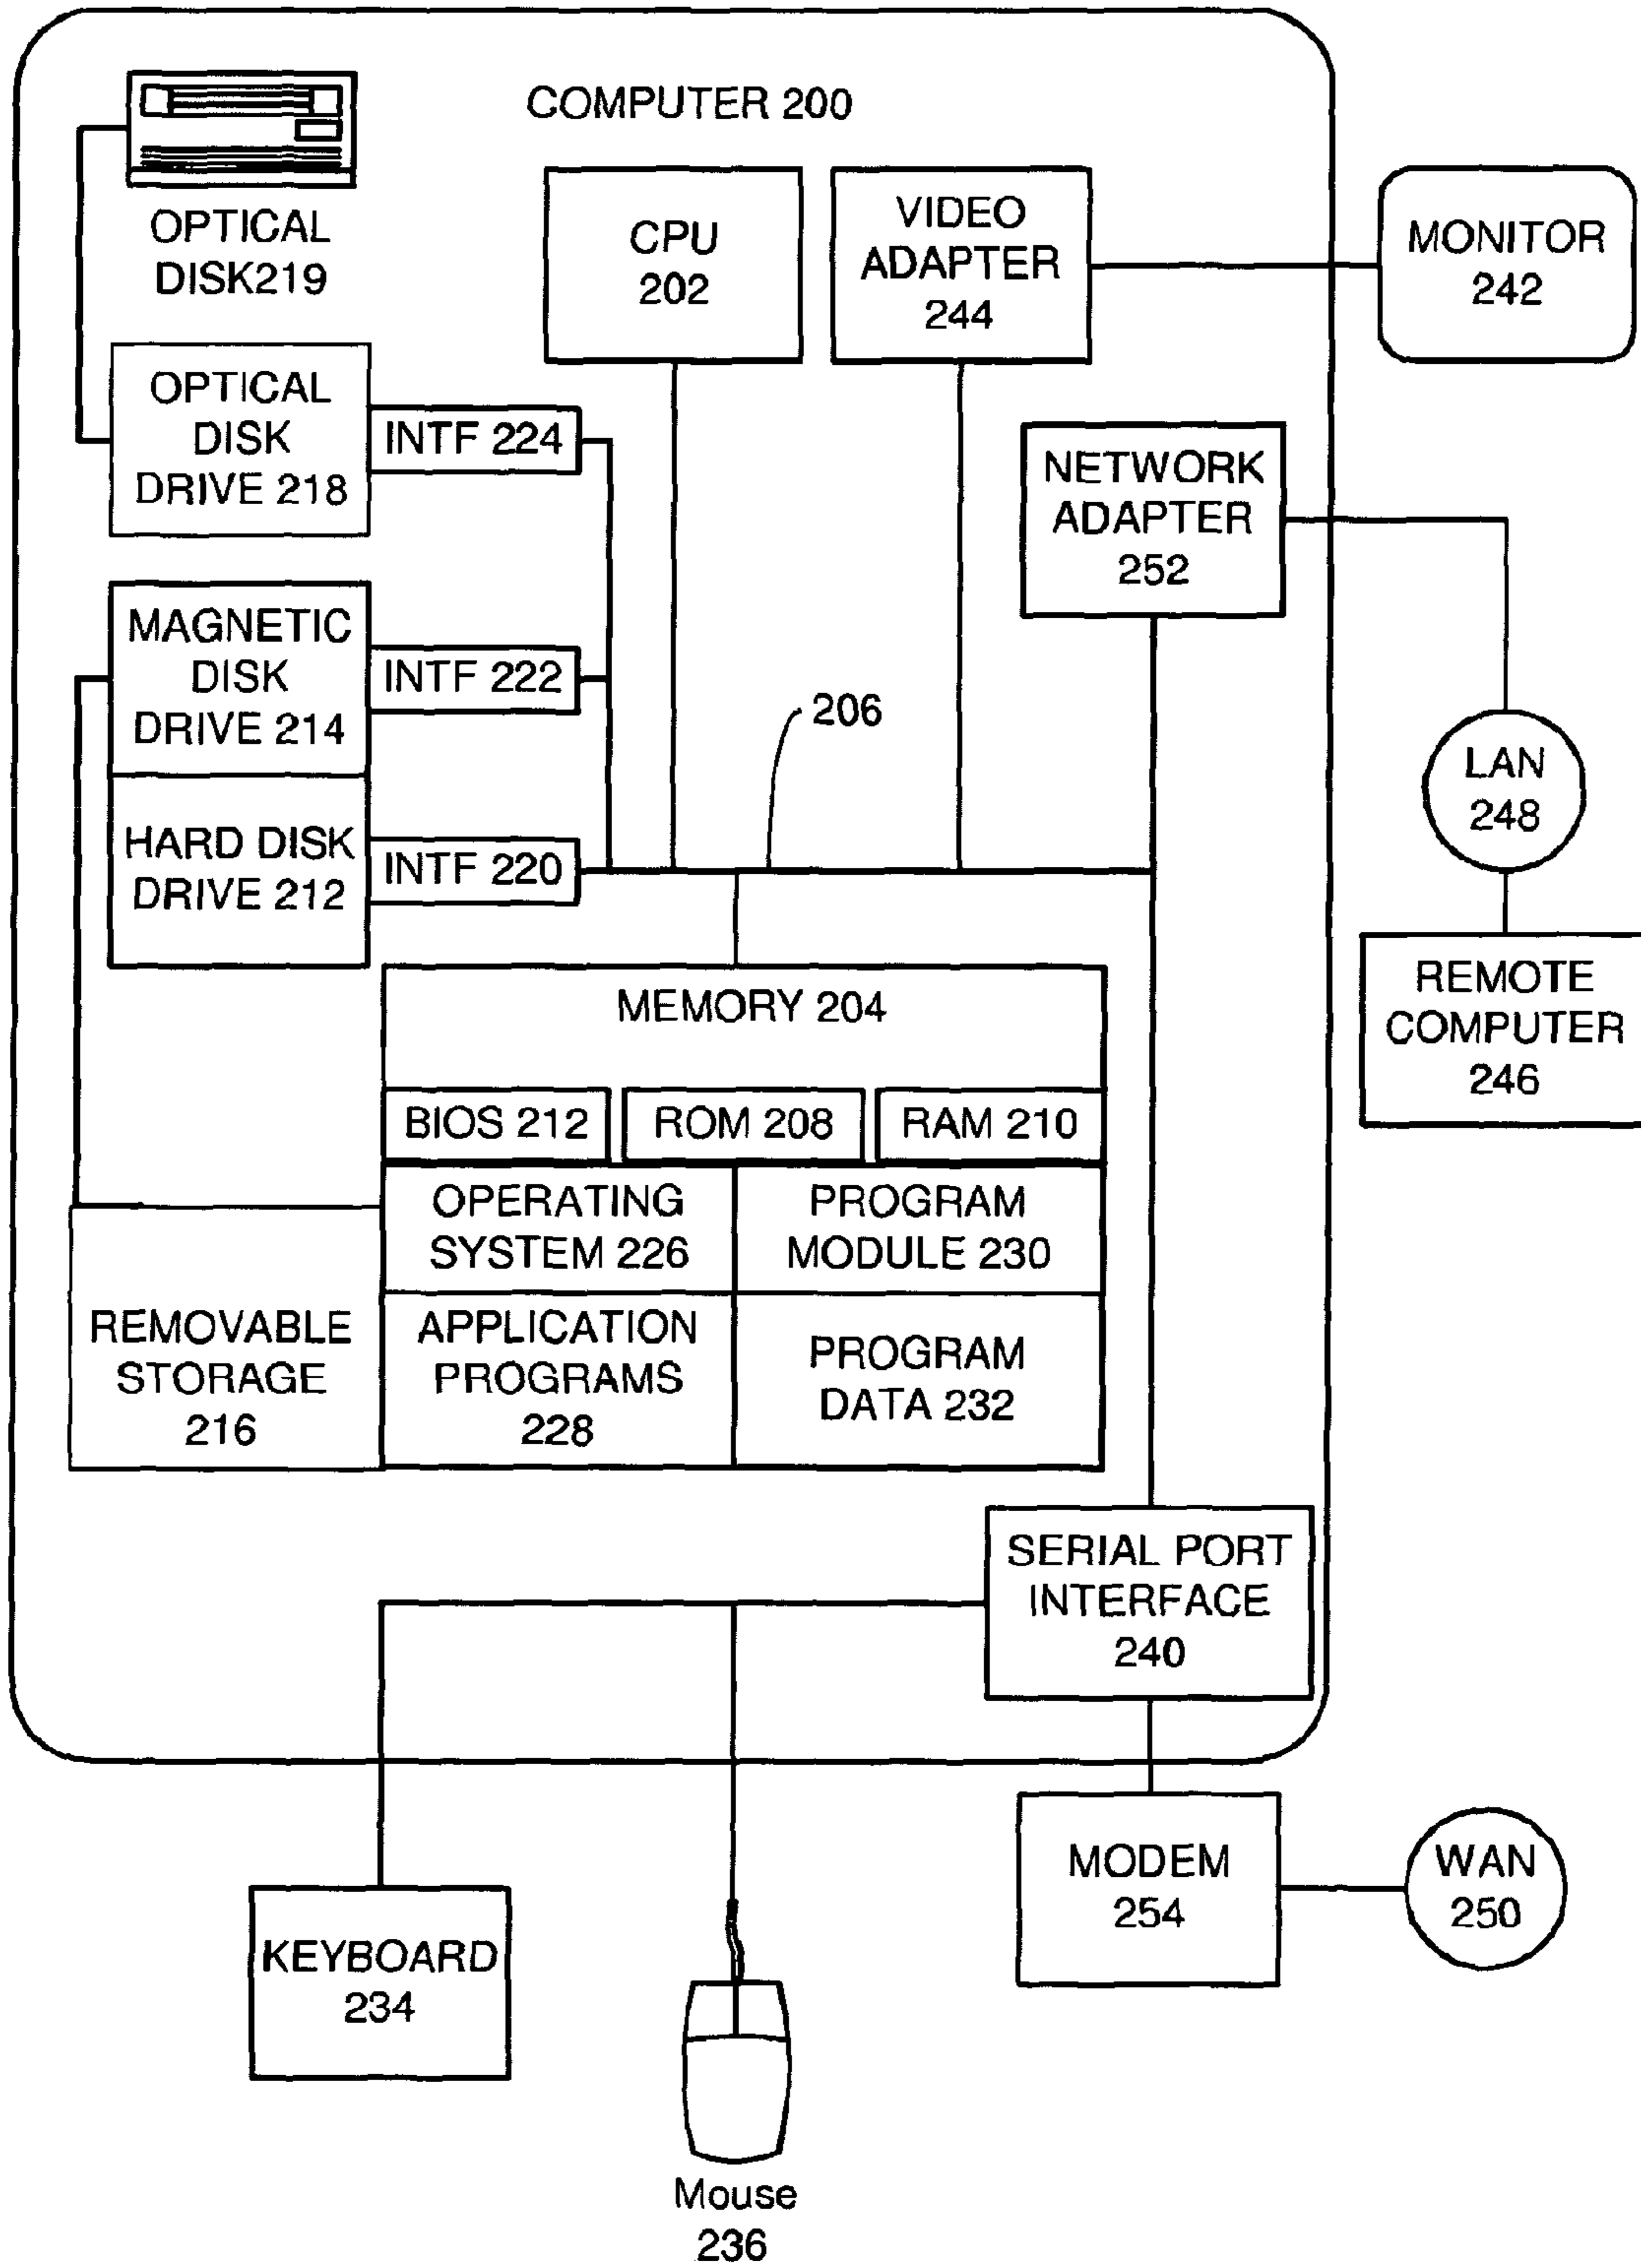 COMPUTER 200
OPTICAL
DISK219
CPU
202
VIDEO
ADAPTER
244
MONITOR
242
OPTICAL
DISK
DRIVE 218
INTF 224
NETWORK
ADAPTER
252
MAGNETIC
DISK
DRIVE 214
INTF 222
206
LAN
248
HARD DISK
DRIVE 212
INTF 220
REMOTE
COMPUTER
246
MEMORY 204
BIOS 212
ROM 208
RAM 210
OPERATING
SYSTEM 226
PROGRAM
MODULE 230
REMOVABLE
STORAGE
216
APPLICATION
PROGRAMS
228
PROGRAM
DATA 232
SERIAL PORT
INTERFACE
240
MODEM
254
WAN
250
KEYBOARD
234
Mouse
236